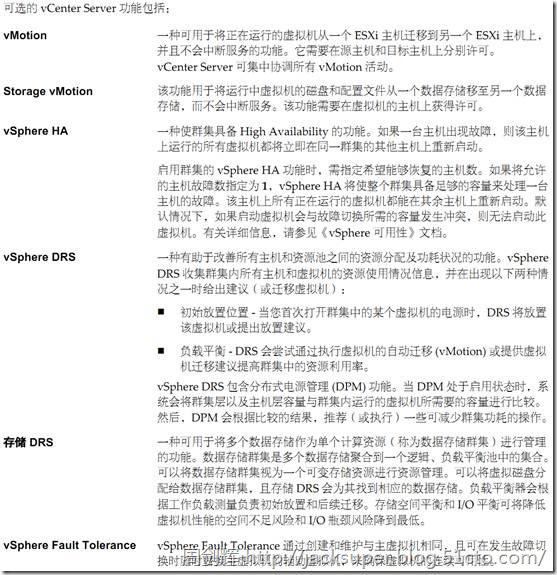 可选的 vCenter Server 功能包括:
vMotion
一种可用于将正在运行的虚拟机从一个 ESXi 主机迁移到另一个 ESXi 主机上,
并且不会中断服务的功能。它需要在源主机和目标主机上分别许可。
vCenter Server 可集中协调所有 vMotion 活动。
Storage vMotion
该功能用于将运行中虚拟机的磁盘和配置文件从一个数据存储移至另一个数据
存储,而不会中断服务。该功能需要在虚拟机的主机上获得许可。
vSphere HA
一种使群集具备 High Availability 的功能。如果一台主机出现故障,则该主机
上运行的所有虚拟机都将立即在同一群集的其他主机上重新启动。
启用群集的 vSphere HA 功能时,需指定希望能够恢复的主机数。如果将允许
的主机故障数指定为 1,vSphere HA 将使整个群集具备足够的容量来处理一台
主机的故障。该主机上所有正在运行的虚拟机都能在其余主机上重新启动。默
认情况下,如果启动虚拟机会与故障切换所需的容量发生冲突,则无法启动此
虚拟机。有关详细信息,请参见《vSphere 可用性》文档。
vSphere DRS
一种有助于改善所有主机和资源池之间的资源分配及功耗状况的功能。vSphere
DRS 收集群集内所有主机和虚拟机的资源使用情况信息,并在出现以下两种情
况之一时给出建议(或迁移虚拟机):
■ 初始放置位置 - 当您首次打开群集中的某个虚拟机的电源时,DRS 将放置
该虚拟机或提出放置建议。
■ 负载平衡 - DRS 会尝试通过执行虚拟机的自动迁移 (vMotion) 或提供虚拟
机迁移建议提高群集中的资源利用率。
vSphere DRS 包含分布式电源管理 (DPM) 功能。当 DPM 处于启用状态时,系
统会将群集层以及主机层容量与群集内运行的虚拟机所需要的容量进行比较。
然后,DPM 会根据比较的结果,推荐(或执行)一些可减少群集功耗的操作。
存储 DRS
一种可用于将多个数据存储作为单个计算资源(称为数据存储群集)进行管理
的功能。数据存储群集是多个数据存储聚合到一个逻辑、负载平衡池中的集合。
可以将数据存储群集视为一个可变存储资源进行资源管理。可以将虚拟磁盘分
配给数据存储群集,且存储 DRS 会为其找到相应的数据存储。负载平衡器会根
据工作负载测量负责初始放置和后续迁移。存储空间平衡和 I/O 平衡可将降低
虚拟机性能的空间不足风险和 I/O 瓶颈风险降到最低。
vSphere Fault Tolerance
vSphere Fault Tolerance 通过创建和维护与主虚拟机相同,且可在发生故障切